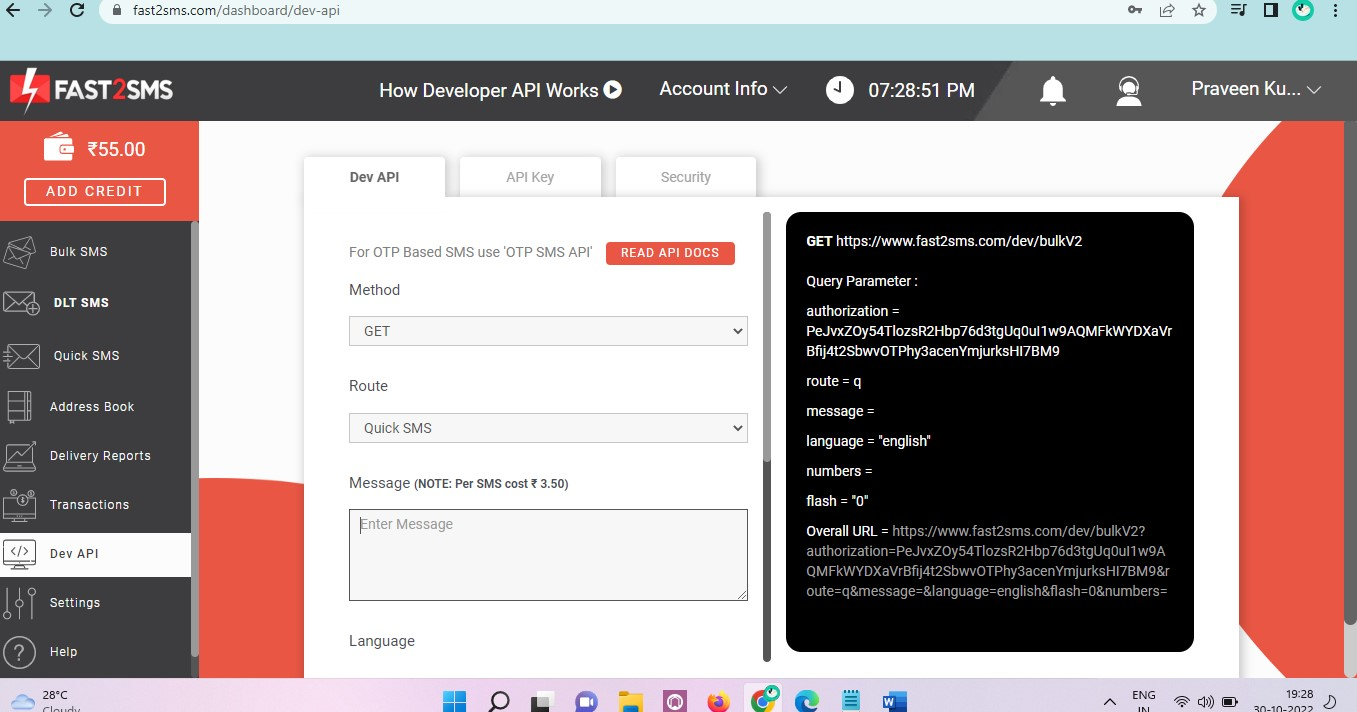 fast2sms.com/dashboard/dev-api
FAST2SMS
How Developer API Works
Account Info
07:28:51 PM
Praveen Ku...
₹55.00
ADD CREDIT
Bulk SMS
DLT SMS
Quick SMS
Address Book
Delivery Reports
Transactions
Dev API
Settings
Help
Dev API
API Key
Security
For OTP Based SMS use 'OTP SMS API'
READ API DOCS
Method
GET
Route
Quick SMS
Message (NOTE: Per SMS cost ₹ 3.50)
Enter Message
Language
GET https://www.fast2sms.com/dev/bulkV2
Query Parameter :
authorization =
PeJvxZOy54TlozsR2Hbp76d3tgUq0uI1w9AQMFkWYDXaVr
Bfij4t2SbwvOTPhy3acenYmjurksHI7BM9
route = q
message =
language = "english"
numbers =
flash = "0"
Overall URL = https://www.fast2sms.com/dev/bulkV2?
authorization=PeJvxZOy54TlozsR2Hbp76d3tgUq0uI1w9A
QMFkWYDXaVrBfij4t2SbwvOTPhy3acenYmjurksHI7BM9&r
oute=q&message=&language=english&flash=0&numbers=
28°C
Cloudy
ENG
IN
19:28
30-10-2022